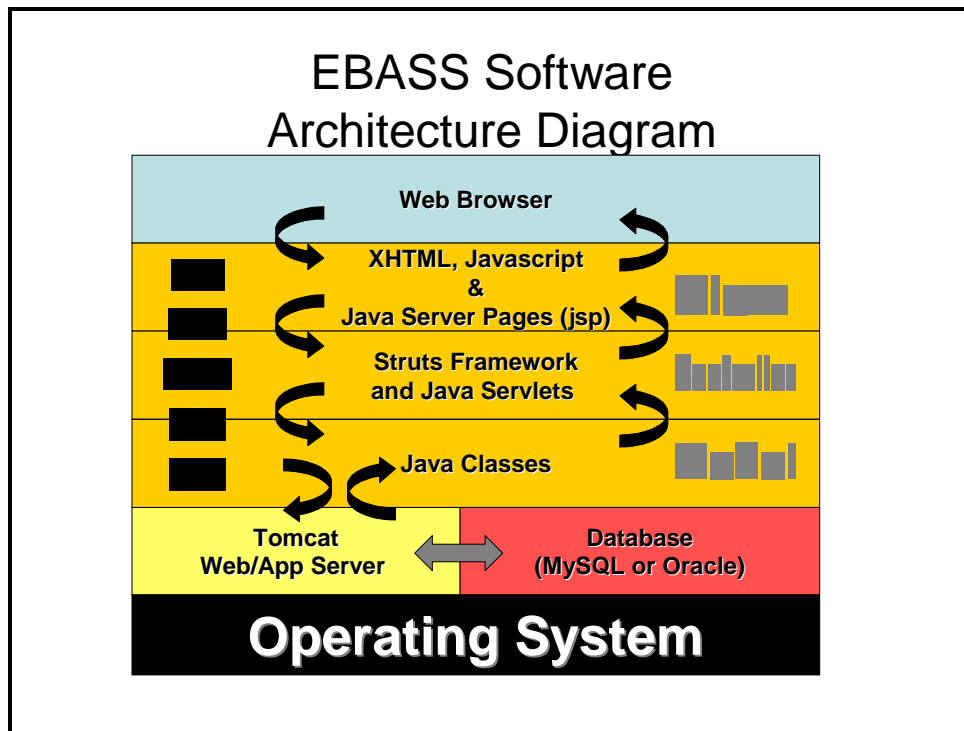 EBASS Software
Architecture Diagram
Web Browser
XHTML, Javascript
&
Java Server Pages (jsp)
Struts Framework
and Java Servlets
Java Classes
Tomcat
Web/App Server
Database
(MySQL or Oracle)
Operating System